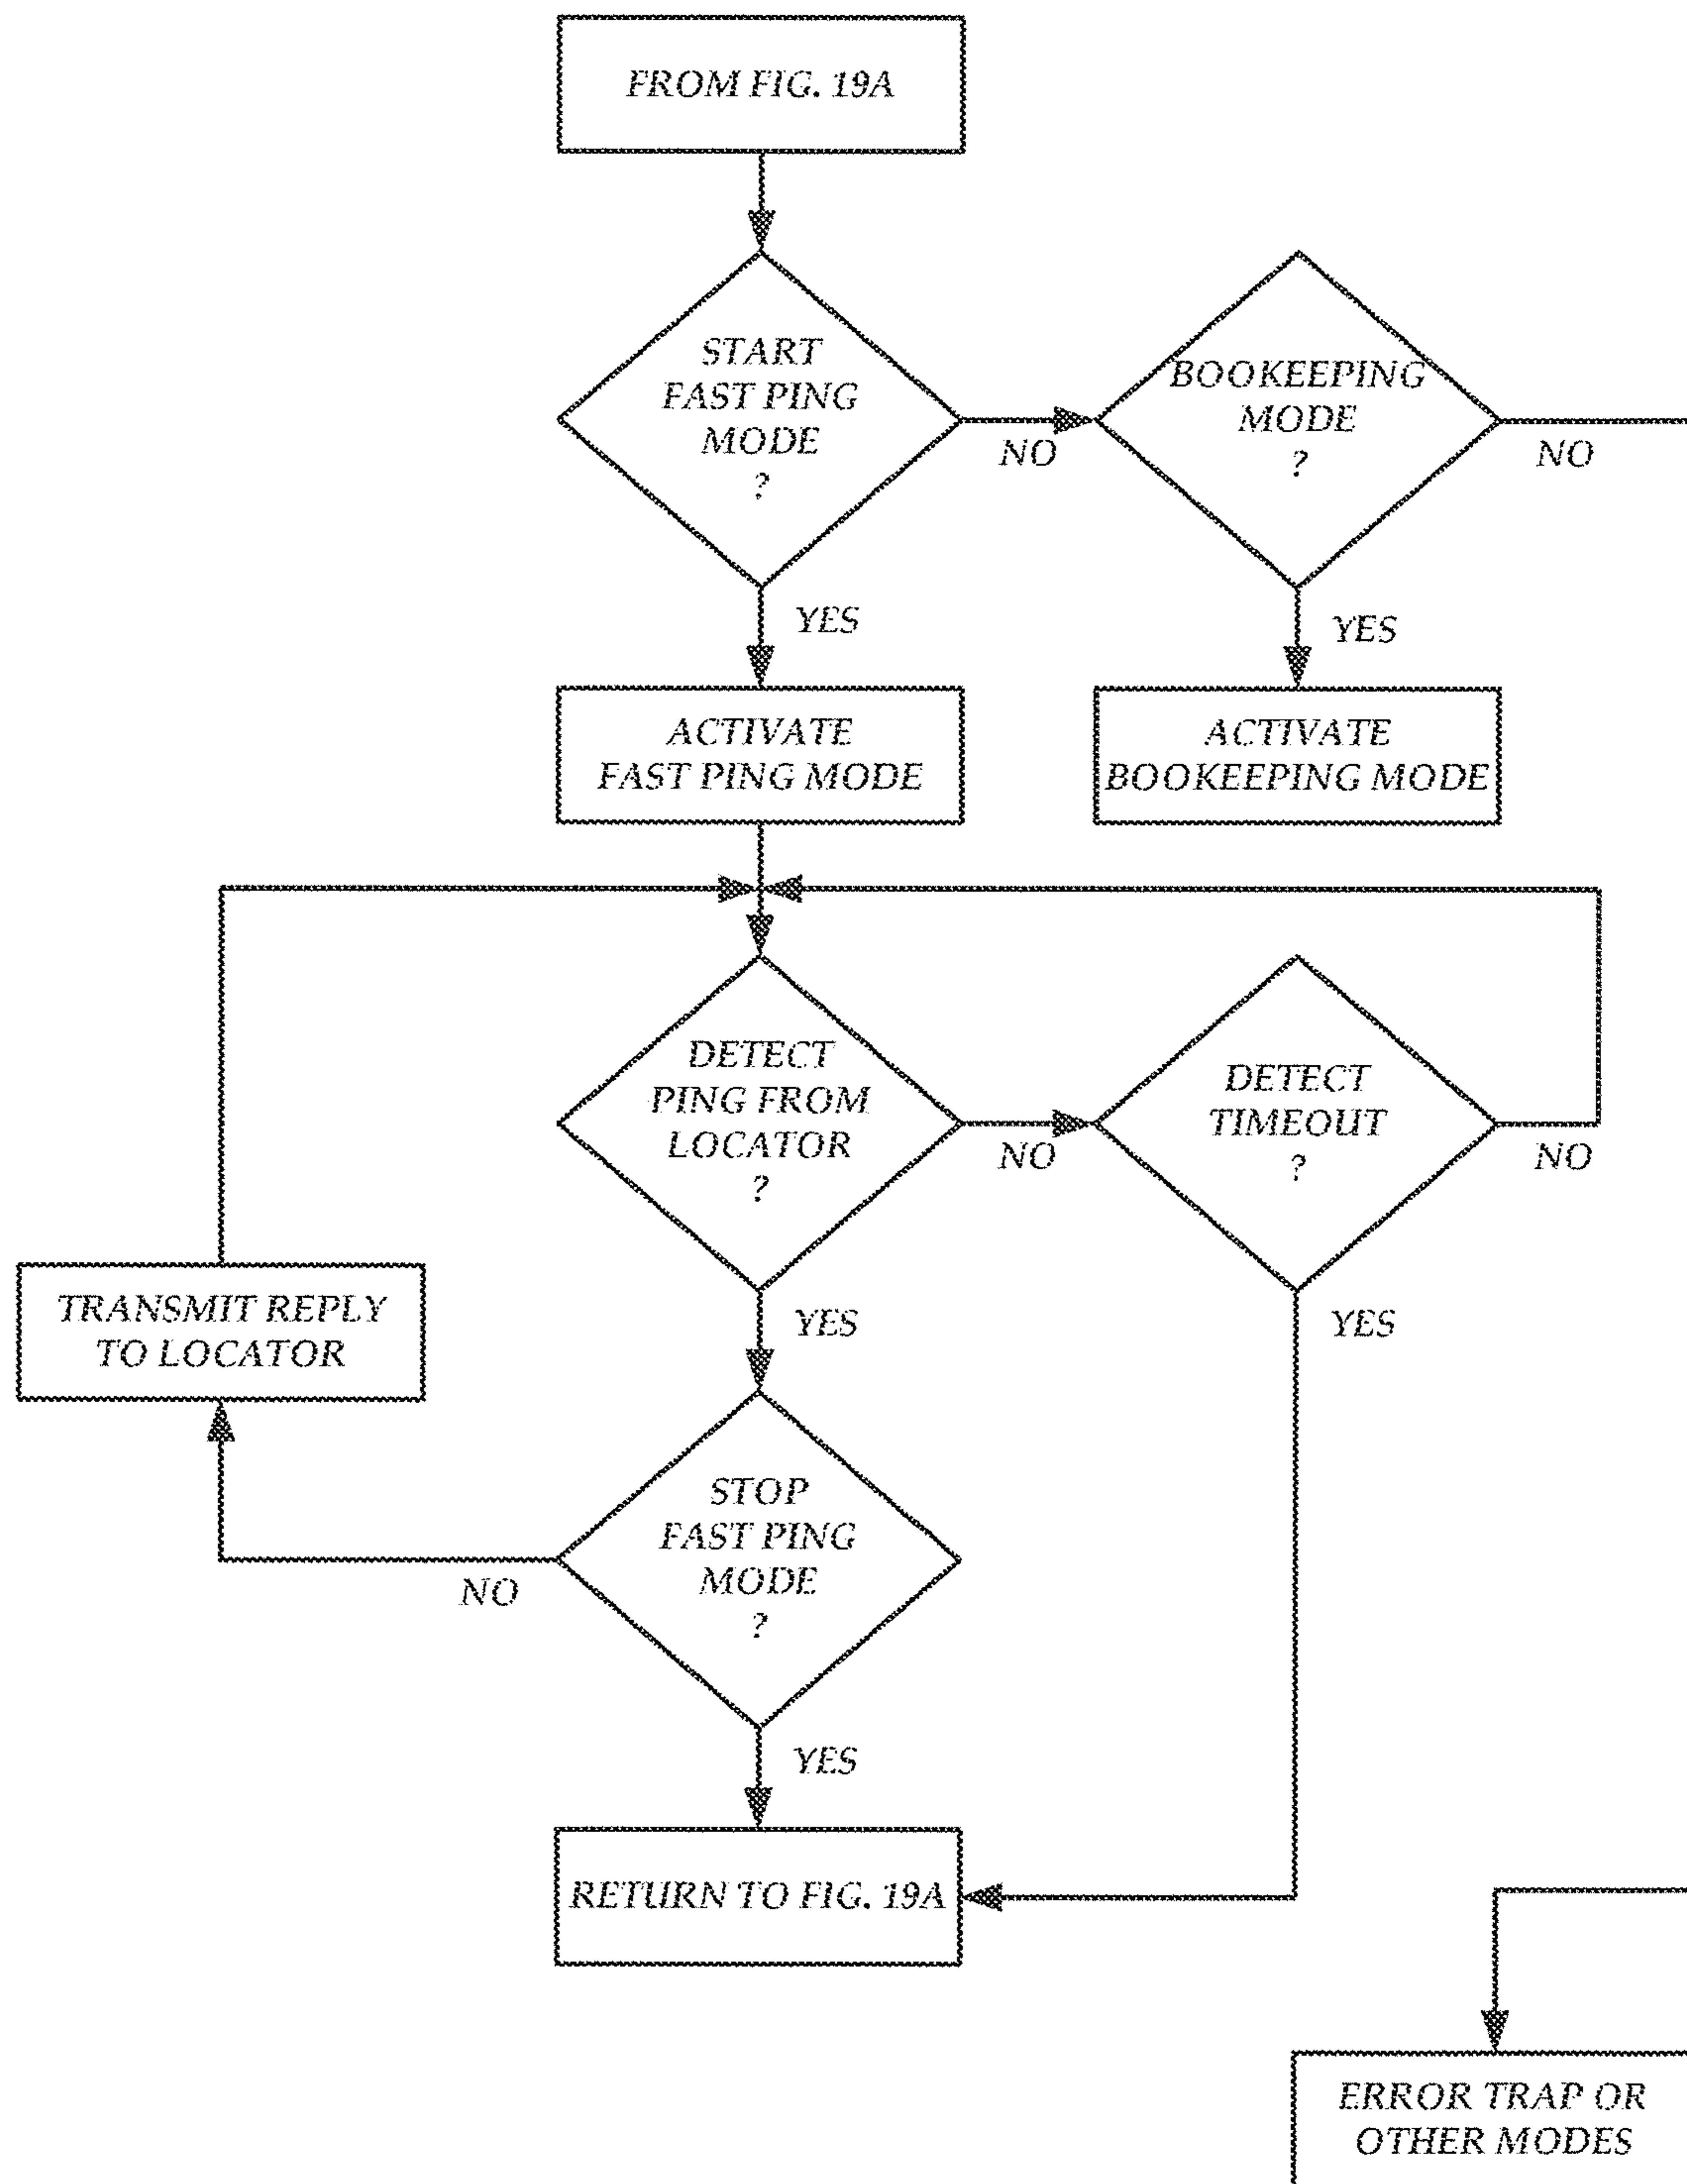 FROM FIG. 19A
START
FAST PING
MODE
?
NO
BOOKEEPING
MODE
?
NO
YES
YES
ACTIVATE
FAST PING MODE
ACTIVATE
BOOKEEPING MODE
DETECT
PING FROM
LOCATOR
?
NO
DETECT
TIMEOUT
?
NO
YES
YES
TRANSMIT REPLY
TO LOCATOR
STOP
FAST PING
MODE
?
NO
YES
RETURN TO FIG. 19A
ERROR TRAP OR
OTHER MODES